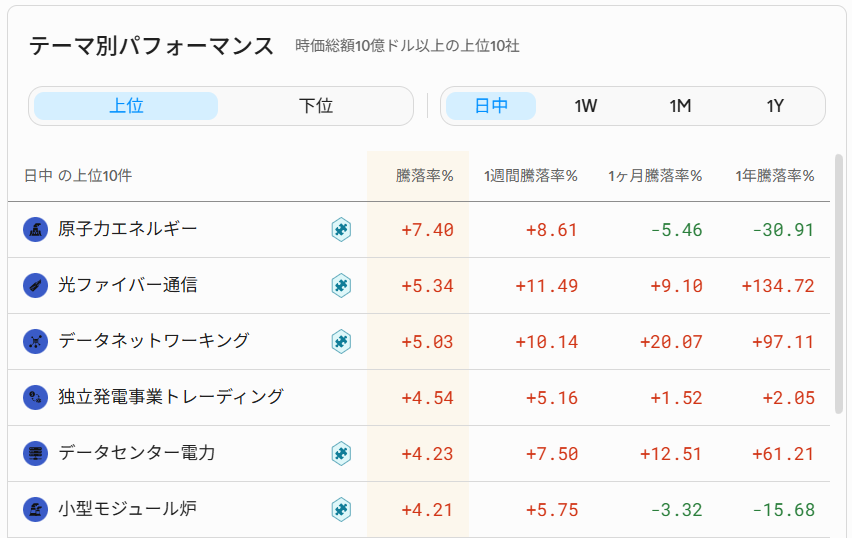 テーマ別パフォーマンス 時価総額10億ドル以上の上位10社
上位 下位 日中 1W 1M 1Y
日中 の上位10件 騰落率% 1週間騰落率% 1ヶ月騰落率% 1年騰落率%
原子力エネルギー +7.40 +8.61 -5.46 -30.91
光ファイバー通信 +5.34 +11.49 +9.10 +134.72
データネットワーキング +5.03 +10.14 +20.07 +97.11
独立発電事業トレーディング +4.54 +5.16 +1.52 +2.05
データセンター電力 +4.23 +7.50 +12.51 +61.21
小型モジュール炉 +4.21 +5.75 -3.32 -15.68